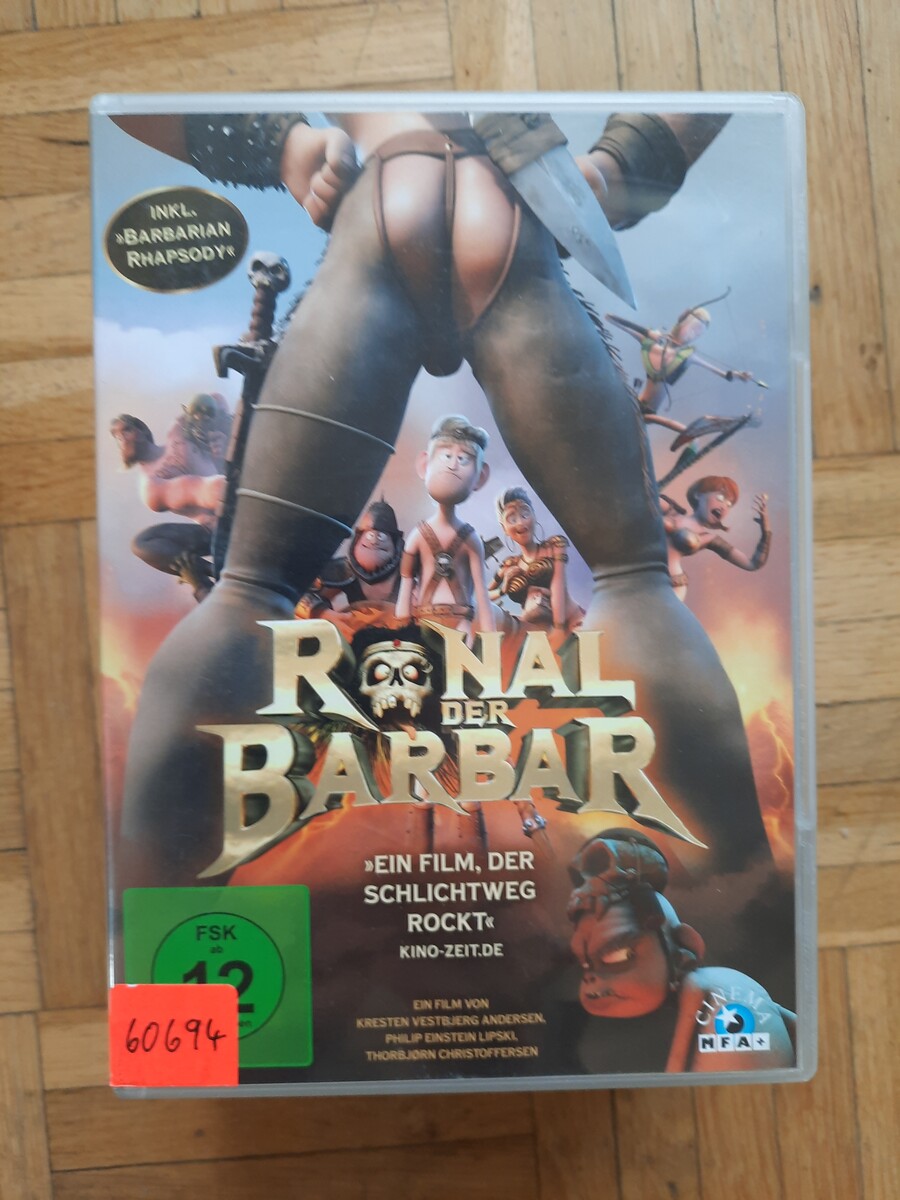 INKL.
»BARBARIAN
RHAPSODY«
RONAL
DER
BARBAR
»EIN FILM, DER
SCHLICHTWEG
ROCKT«
KINO-ZEIT.DE
FSK
ab
12
60694
EIN FILM VON
KRESTEN VESTBJERG ANDERSEN,
PHILIP EINSTEIN LIPSKI,
THORBJØRN CHRISTOFFERSEN
CINEMA
MFA+